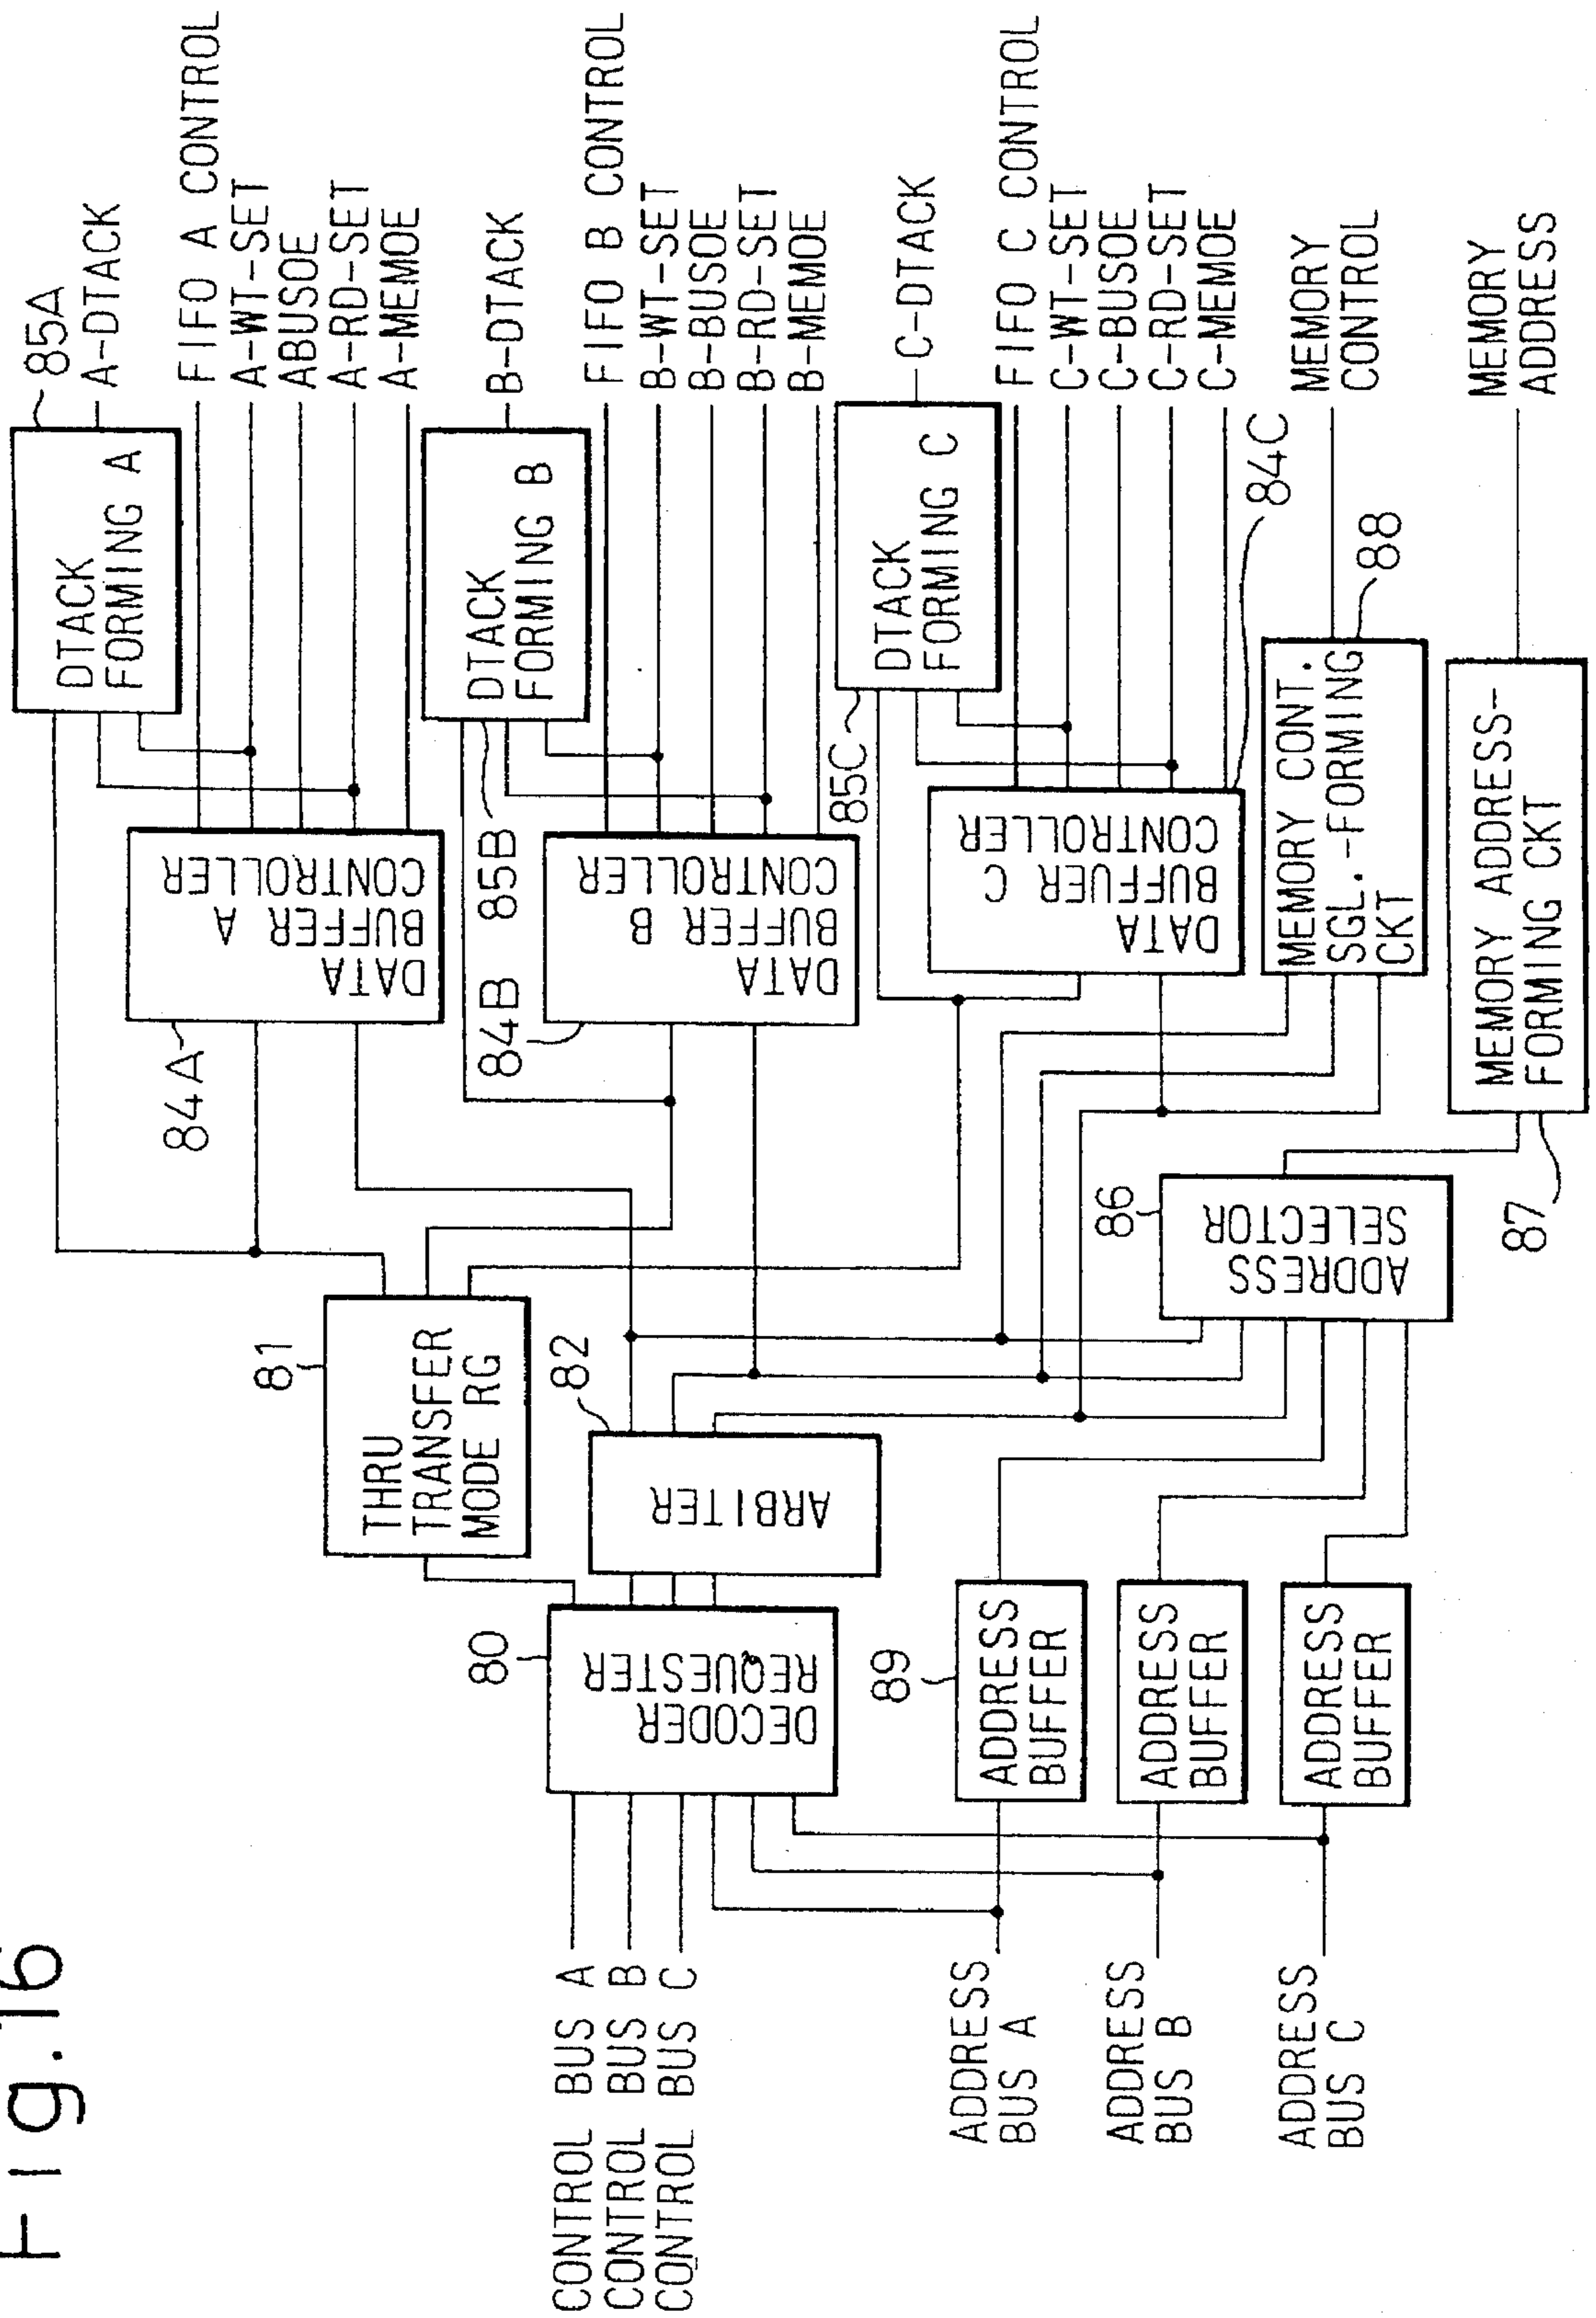 Fig.16
CONTROL BUS A
CONTROL BUS B
CONTROL BUS C
ADDRESS
BUS A
ADDRESS
BUS B
ADDRESS
BUS C
80
DECODER
REQUESTER
81
THRU
TRANSFER
MODE RG
82
ARBITER
89
ADDRESS
BUFFER
ADDRESS
BUFFER
ADDRESS
BUFFER
86
ADDRESS
SELECTOR
84A
DATA
BUFFER A
CONTROLLER
84B
DATA
BUFFER B
CONTROLLER
84C
DATA
BUFFUER C
CONTROLLER
85A
DTACK
FORMING A
85B
DTACK
FORMING B
85C
DTACK
FORMING C
88
MEMORY CONT.
SGL.-FORMING
CKT
87
MEMORY ADDRESS-
FORMING CKT
A-DTACK
FIFO A CONTROL
A-WT-SET
ABUSOE
A-RD-SET
A-MEMOE
B-DTACK
FIFO B CONTROL
B-WT-SET
B-BUSOE
B-RD-SET
B-MEMOE
C-DTACK
FIFO C CONTROL
C-WT-SET
C-BUSOE
C-RD-SET
C-MEMOE
MEMORY
CONTROL
MEMORY
ADDRESS